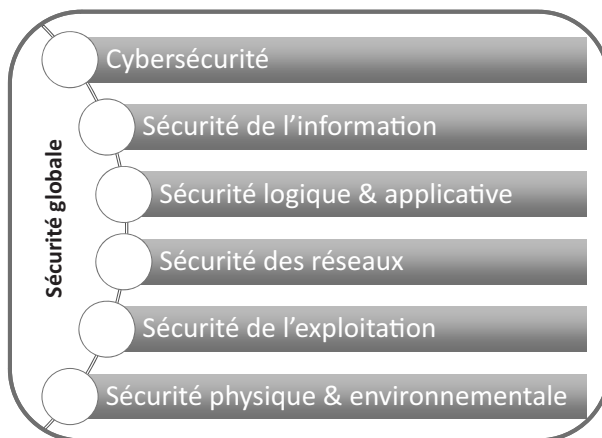 Sécurité globale
Cybersécurité
Sécurité de l'information
Sécurité logique & applicative
Sécurité des réseaux
Sécurité de l'exploitation
Sécurité physique & environnementale